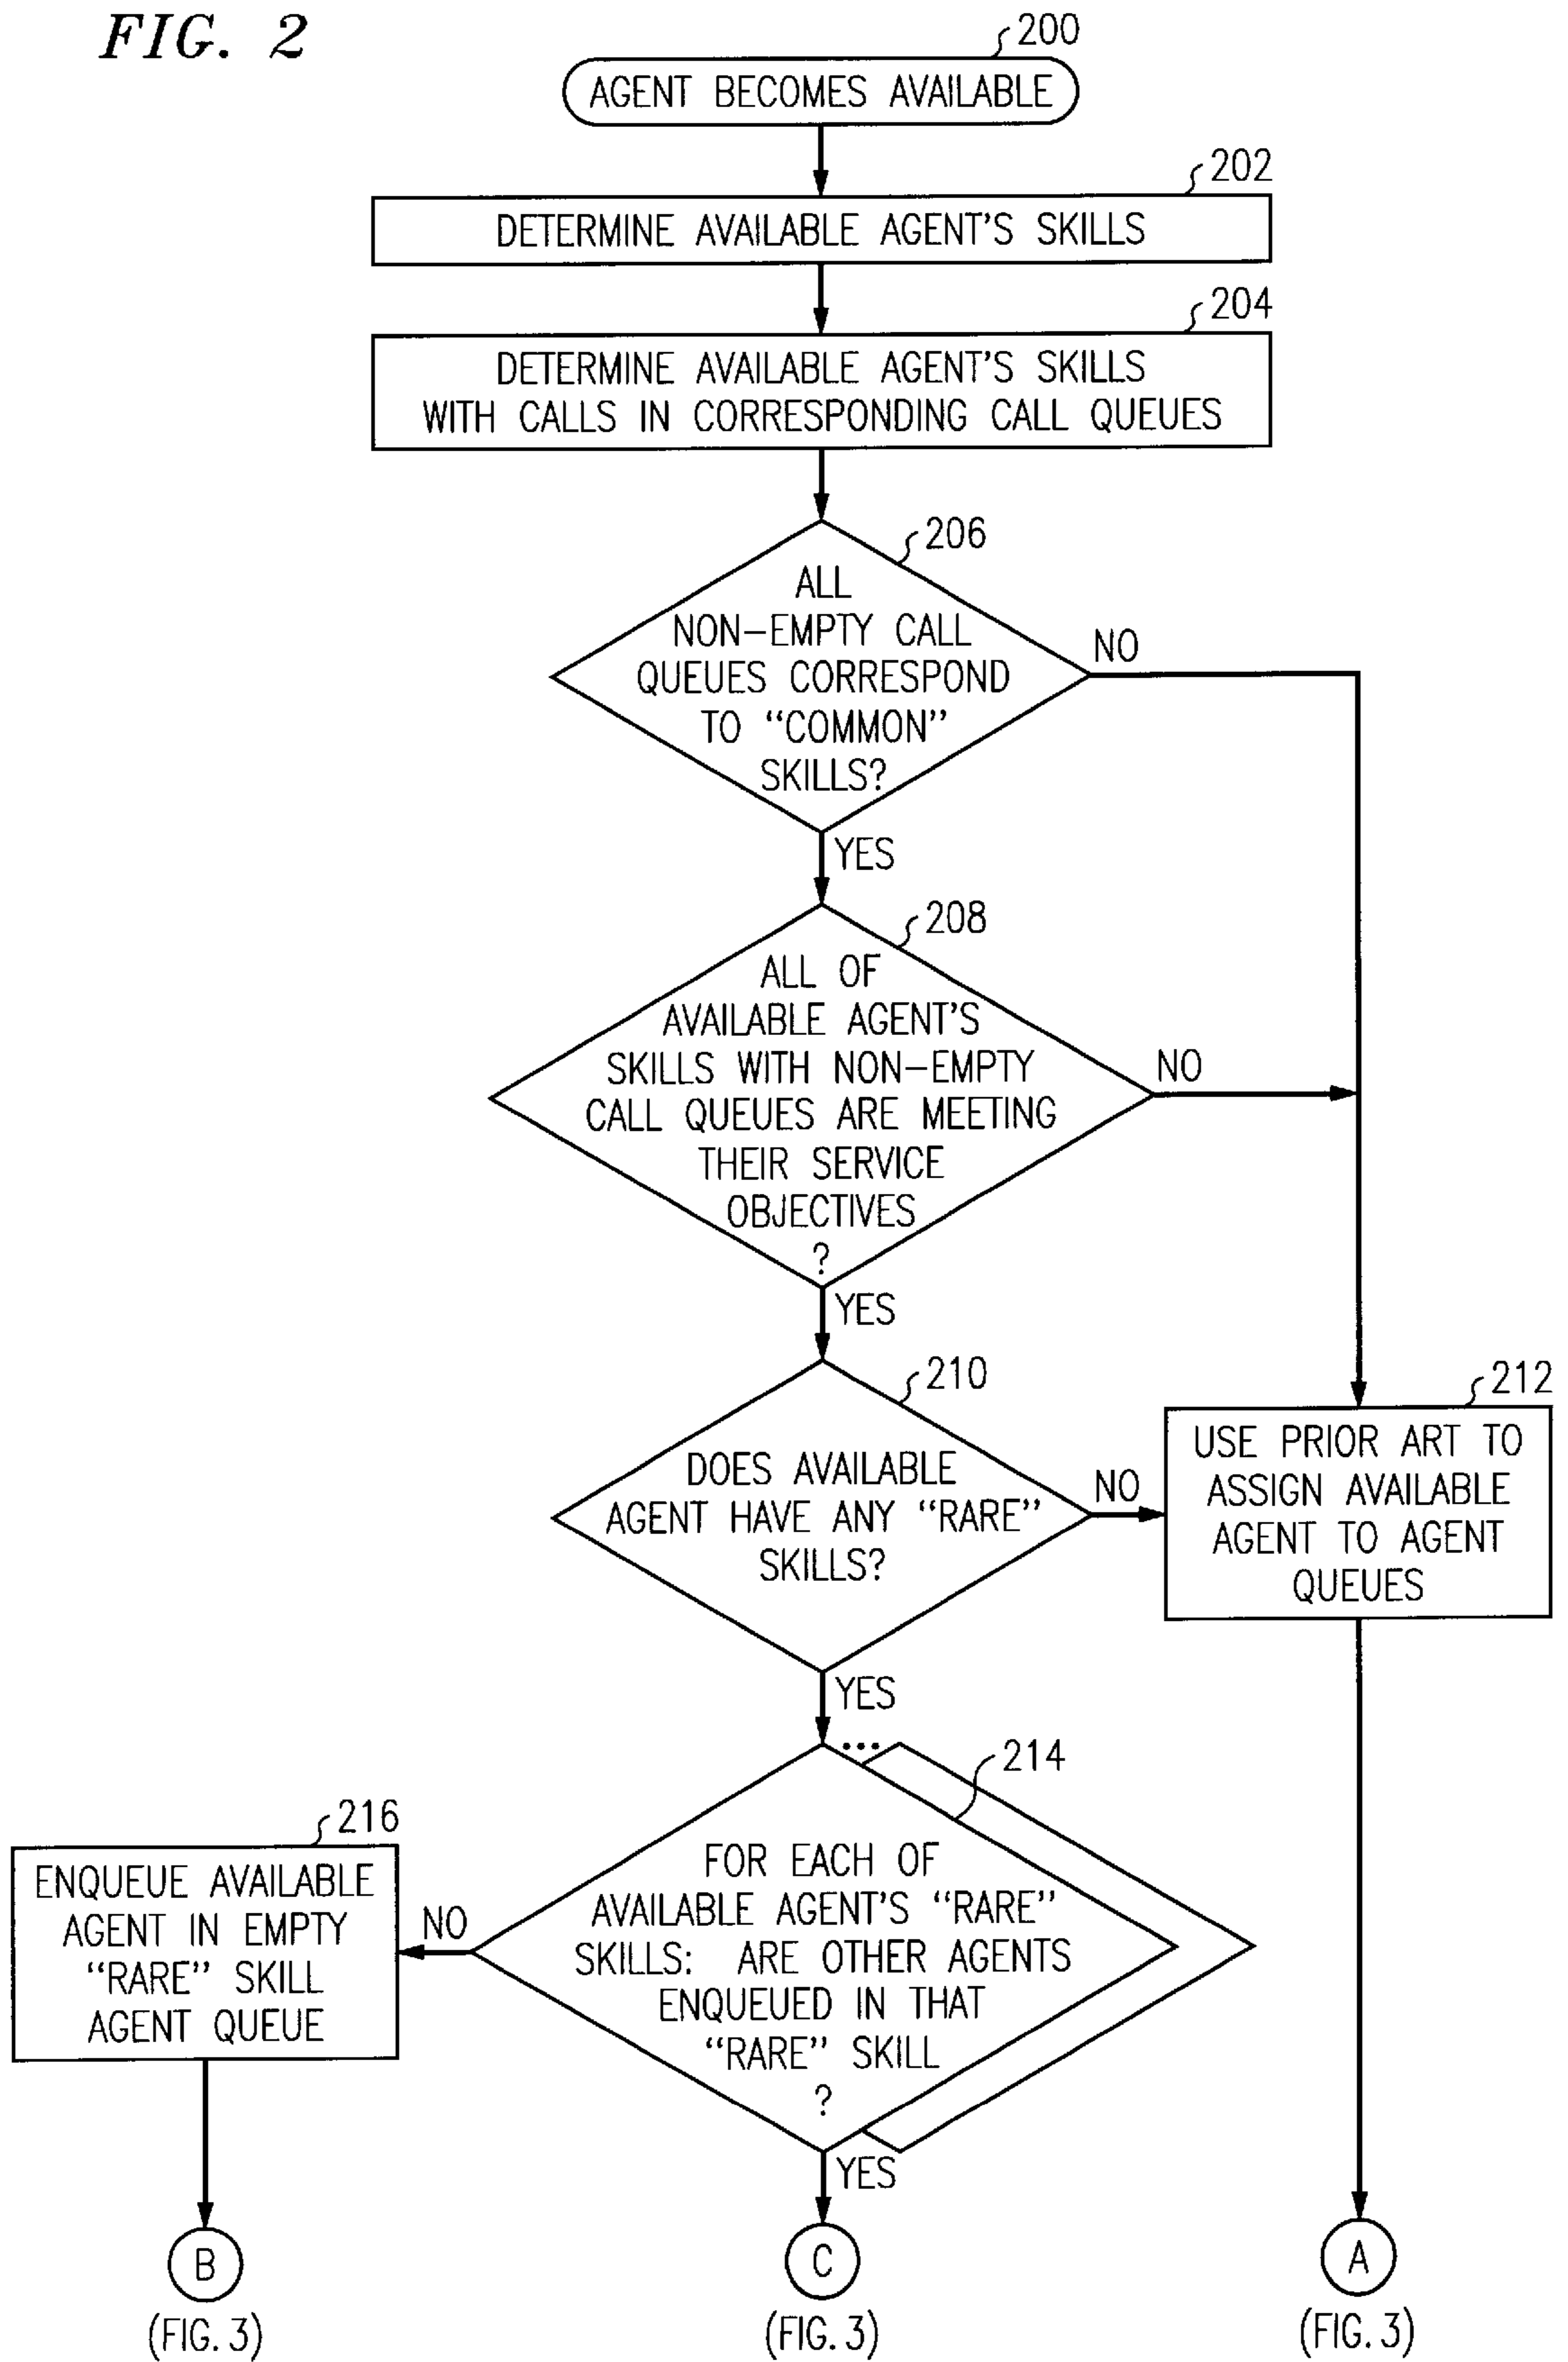 FIG. 2
200
AGENT BECOMES AVAILABLE
202
DETERMINE AVAILABLE AGENT'S SKILLS
204
DETERMINE AVAILABLE AGENT'S SKILLS
WITH CALLS IN CORRESPONDING CALL QUEUES
206
ALL
NON-EMPTY CALL
QUEUES CORRESPOND
TO "COMMON"
SKILLS?
NO
YES
208
ALL OF
AVAILABLE AGENT'S
SKILLS WITH NON-EMPTY
CALL QUEUES ARE MEETING
THEIR SERVICE
OBJECTIVES
?
NO
YES
210
DOES AVAILABLE
AGENT HAVE ANY "RARE"
SKILLS?
NO
212
USE PRIOR ART TO
ASSIGN AVAILABLE
AGENT TO AGENT
QUEUES
YES
...
214
FOR EACH OF
AVAILABLE AGENT'S "RARE"
SKILLS: ARE OTHER AGENTS
ENQUEUED IN THAT
"RARE" SKILL
?
NO
216
ENQUEUE AVAILABLE
AGENT IN EMPTY
"RARE" SKILL
AGENT QUEUE
YES
B
(FIG. 3)
C
(FIG. 3)
A
(FIG. 3)